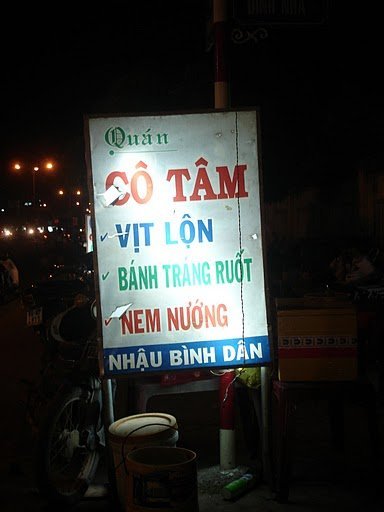 Quán
CÔ TÂM
VỊT LỘN
BÁNH TRÁNG RUỐT
NEM NƯỚNG
NHẬU BÌNH DÂN